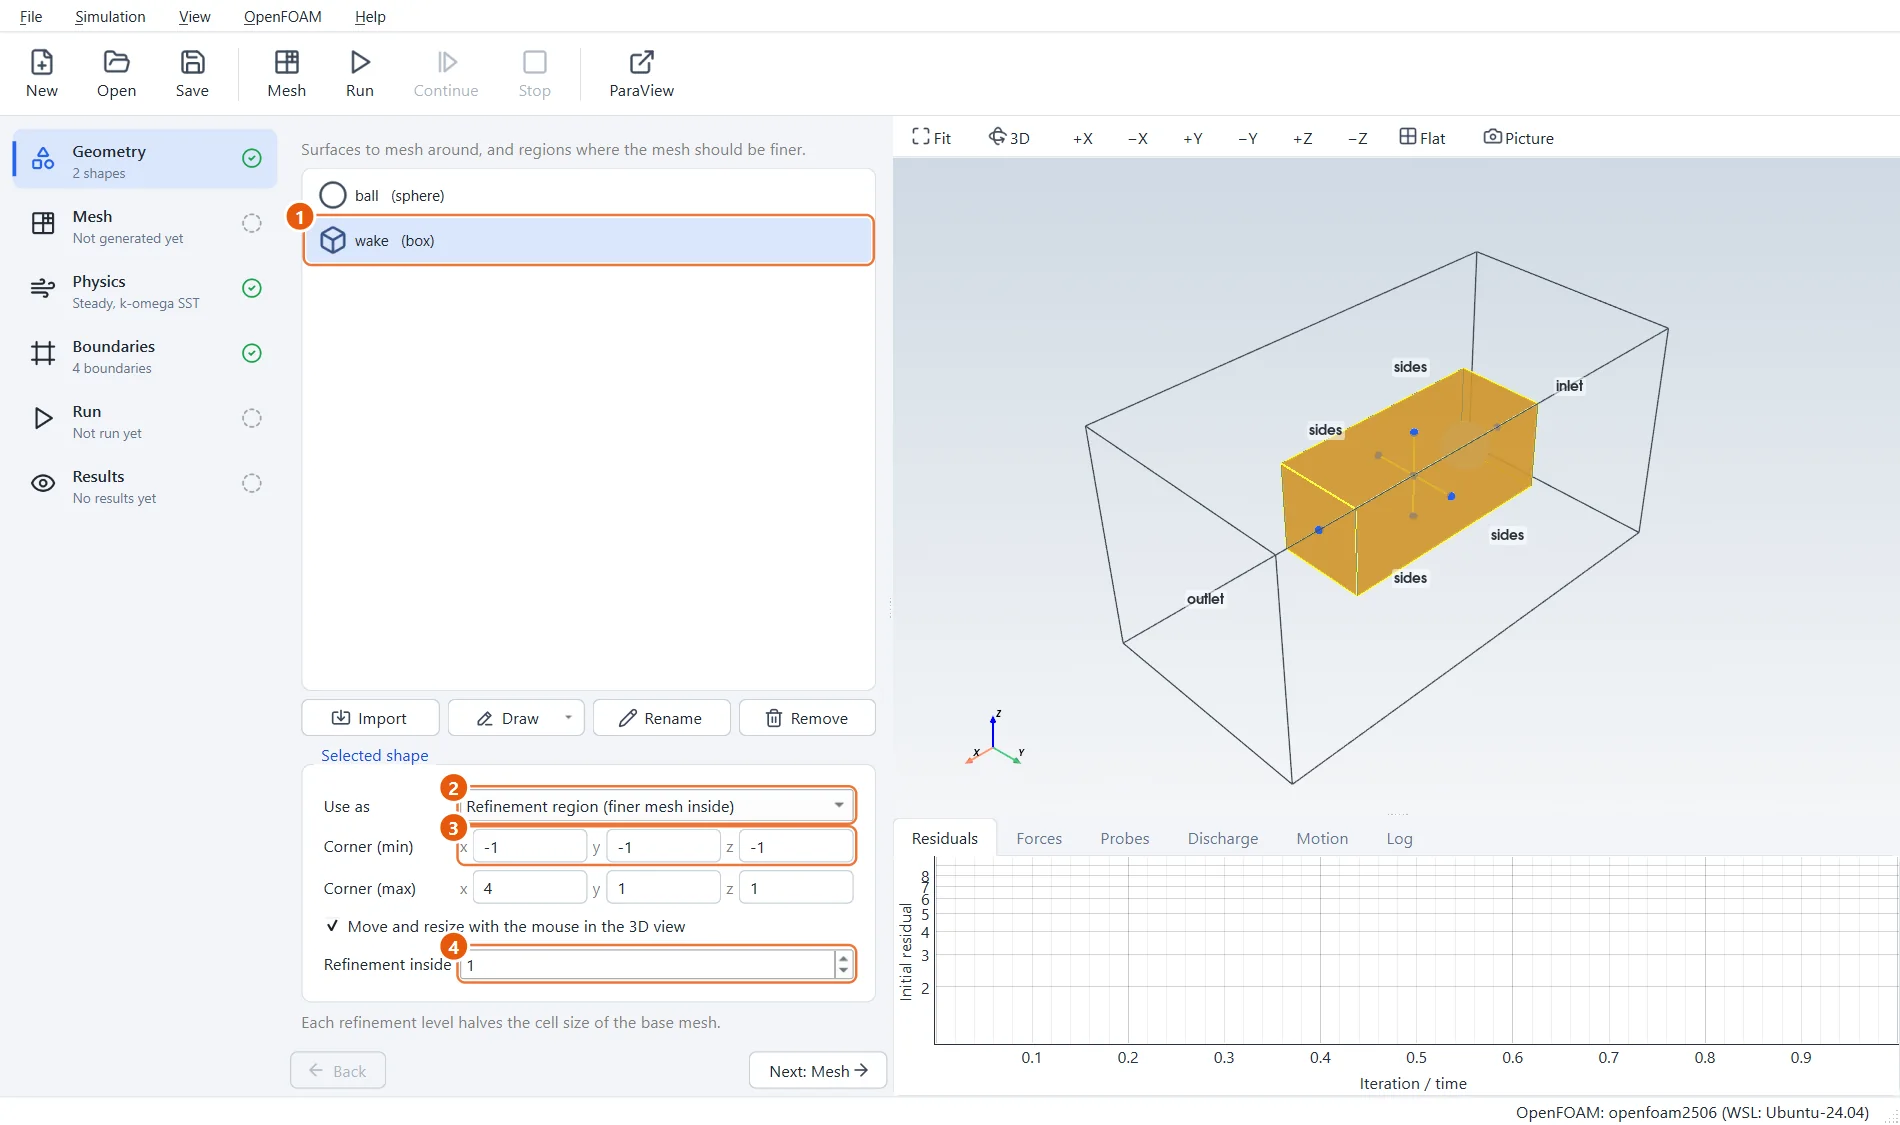 File Simulation View OpenFOAM Help
New Open Save Mesh Run Continue Stop ParaView
Geometry
2 shapes
Mesh
Not generated yet
Physics
Steady, k-omega SST
Boundaries
4 boundaries
Run
Not run yet
Results
No results yet
Surfaces to mesh around, and regions where the mesh should be finer.
ball (sphere)
1
wake (box)
Import Draw Rename Remove
Selected shape
2
Use as Refinement region (finer mesh inside)
3
Corner (min) x -1 y -1 z -1
Corner (max) x 4 y 1 z 1
Move and resize with the mouse in the 3D view
4
Refinement inside 1
Each refinement level halves the cell size of the base mesh.
Back Next: Mesh
Fit 3D +X −X +Y −Y +Z −Z Flat Picture
sides
inlet
sides
sides
sides
outlet
Z
X Y
Residuals Forces Probes Discharge Motion Log
8
7
6
5
4
3
2
Initial residual
0.1 0.2 0.3 0.4 0.5 0.6 0.7 0.8 0.9
Iteration / time
OpenFOAM: openfoam2506 (WSL: Ubuntu-24.04)